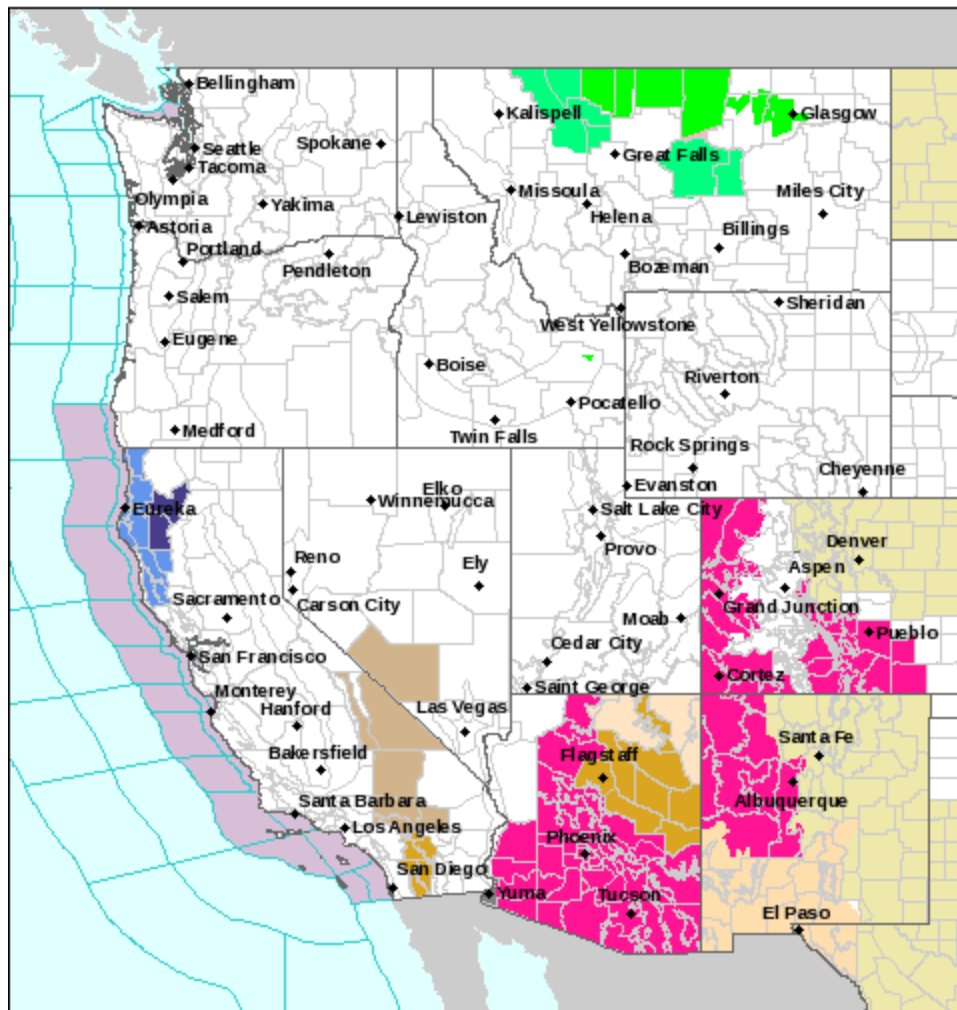 Bellingham
Kalispell
Glasgow
Seattle
Spokane
Great Falls
Tacoma
Olympia
Missoula
Miles City
Yakima
Lewiston
Helena
Astoria
Billings
Portland
Pendleton
Bozeman
Salem
Sheridan
West Yellowstone
Eugene
Boise
Riverton
Pocatello
Medford
Twin Falls
Rock Springs
Cheyenne
Elko
Evanston
Winnemucca
Eureka
Salt Lake City
Provo
Denver
Reno
Ely
Aspen
Sacramento
Carson City
Grand Junction
Moab
Pueblo
San Francisco
Cedar City
Cortez
Saint George
Monterey
Hanford
Las Vegas
Santa Fe
Bakersfield
Flagstaff
Albuquerque
Santa Barbara
Los Angeles
Phoenix
San Diego
Yuma
Tucson
El Paso